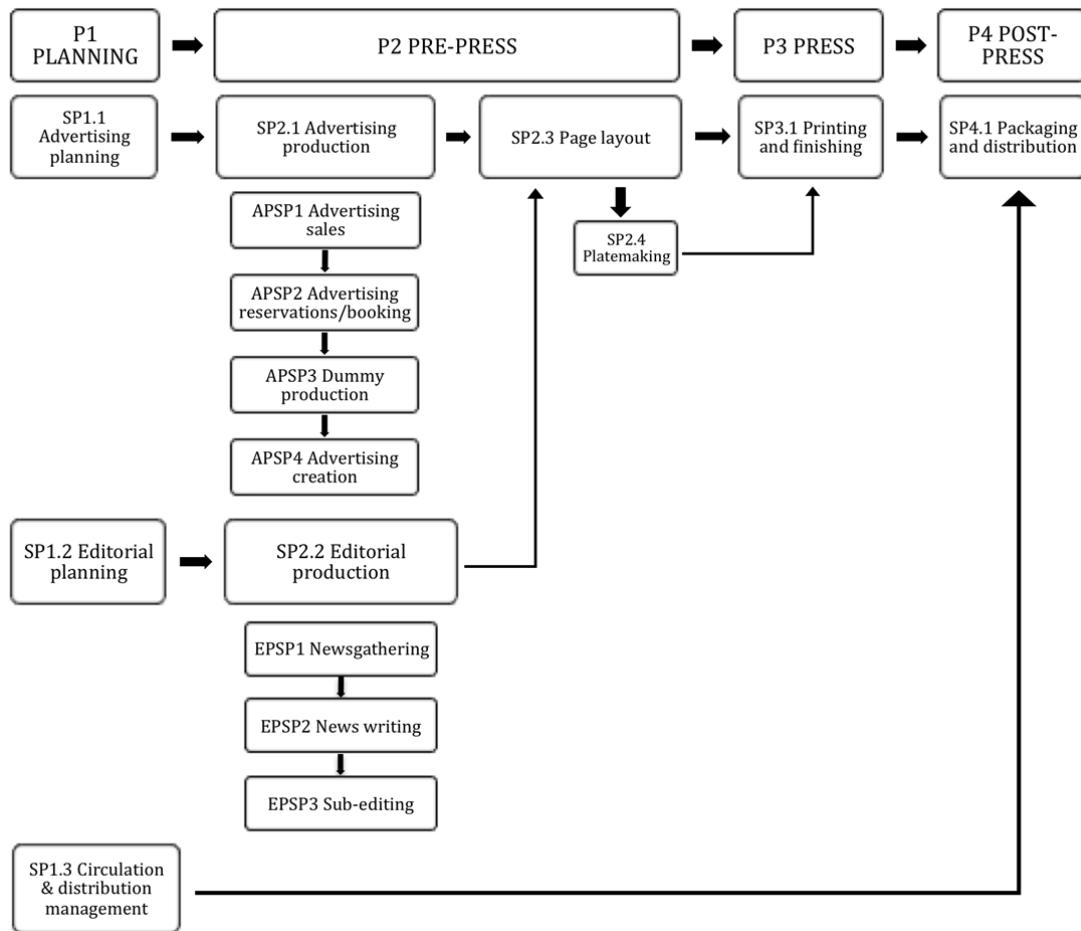 P1
PLANNING
P2 PRE-PRESS
P3 PRESS
P4 POST-
PRESS
SP1.1
Advertising
planning
SP2.1 Advertising
production
SP2.3 Page layout
SP3.1 Printing
and finishing
SP4.1 Packaging
and distribution
APSP1 Advertising
sales
SP2.4
Platemaking
APSP2 Advertising
reservations/booking
APSP3 Dummy
production
APSP4 Advertising
creation
SP1.2 Editorial
planning
SP2.2 Editorial
production
EPSP1 Newsgathering
EPSP2 News writing
EPSP3 Sub-editing
SP1.3 Circulation
& distribution
management